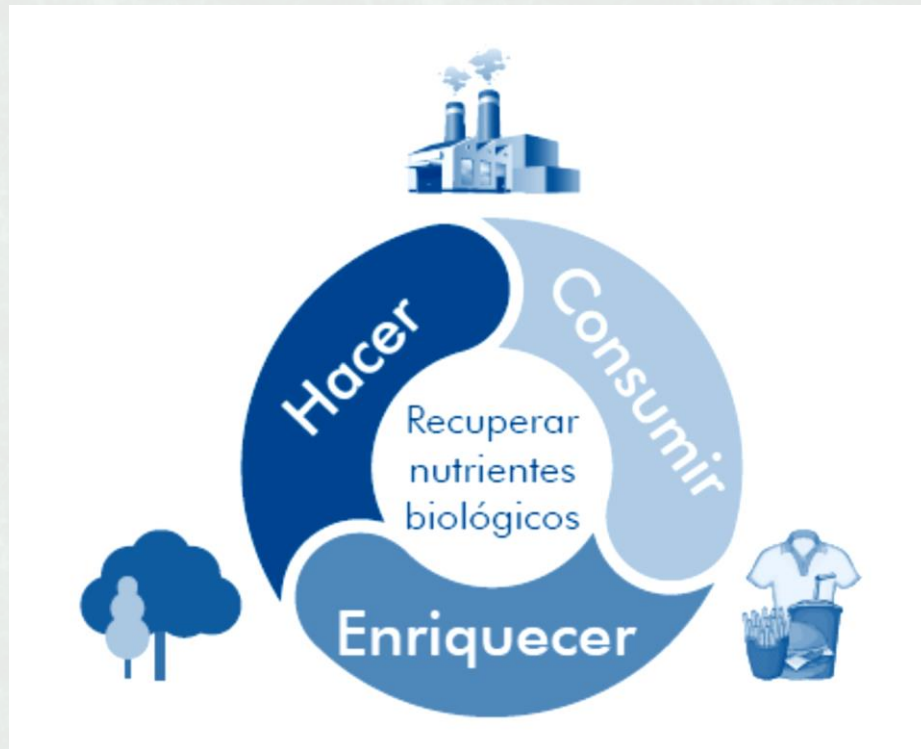 Hacer
Consumir
Recuperar
nutrientes
biológicos
Enriquecer